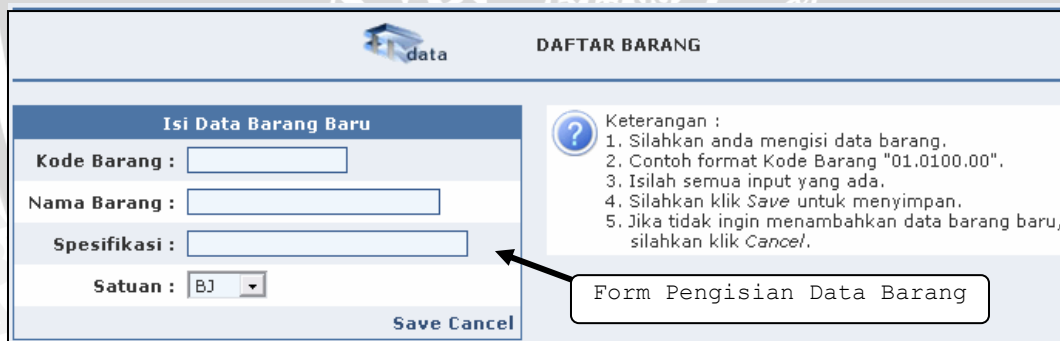 data
DAFTAR BARANG
Isi Data Barang Baru
Kode Barang :
Nama Barang :
Spesifikasi :
Satuan : BJ
Save Cancel
Keterangan :
1. Silahkan anda mengisi data barang.
2. Contoh format Kode Barang "01.0100.00".
3. Isilah semua input yang ada.
4. Silahkan klik Save untuk menyimpan.
5. Jika tidak ingin menambahkan data barang baru,
silahkan klik Cancel.
Form Pengisian Data Barang